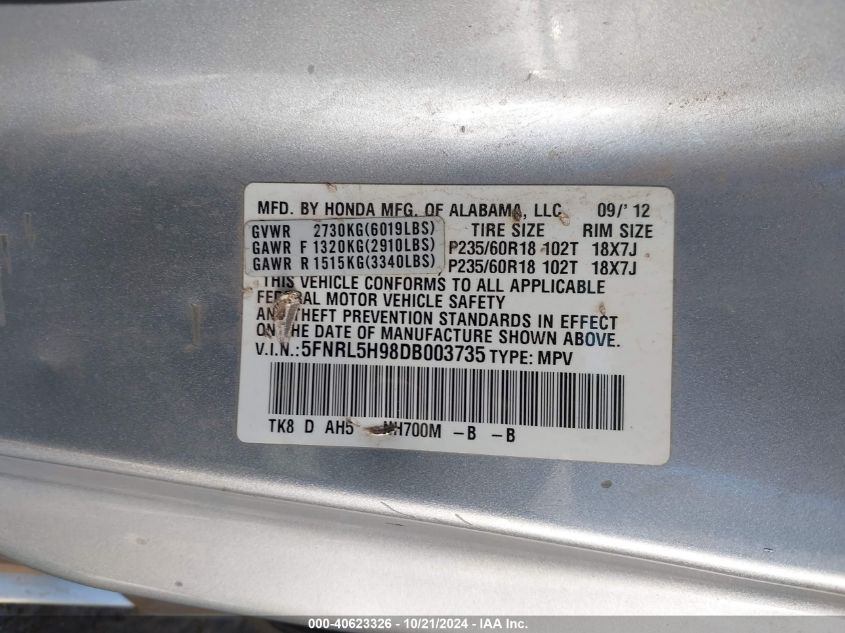 MFD. BY HONDA MFG. OF ALABAMA, LLC 09/'12
GVWR 2730KG(6019LBS) TIRE SIZE RIM SIZE
GAWR F 1320KG(2910LBS) P235/60R18 102T 18X7J
GAWR R 1515KG(3340LBS) P235/60R18 102T 18X7J
THIS VEHICLE CONFORMS TO ALL APPLICABLE
FEDERAL MOTOR VEHICLE SAFETY
AND THEFT PREVENTION STANDARDS IN EFFECT
ON THE DATE OF MANUFACTURE SHOWN ABOVE.
V.I.N.: 5FNRL5H98DB003735 TYPE: MPV
TK8 D AH5 NH700M -B -B
000-40623326 - 10/21/2024 - IAA Inc.